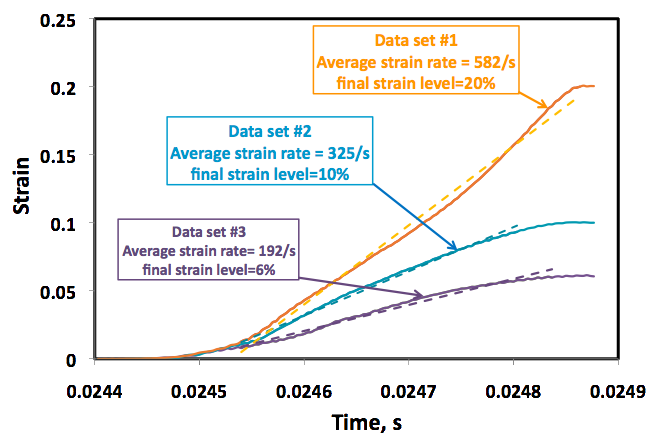 0.25
0.2
0.15
0.1
0.05
0
Strain
Data set #1
Average strain rate = 582/s
final strain level=20%
Data set #2
Average strain rate = 325/s
final strain level=10%
Data set #3
Average strain rate= 192/s
final strain level=6%
0.0244 0.0245 0.0246 0.0247 0.0248 0.0249
Time, s